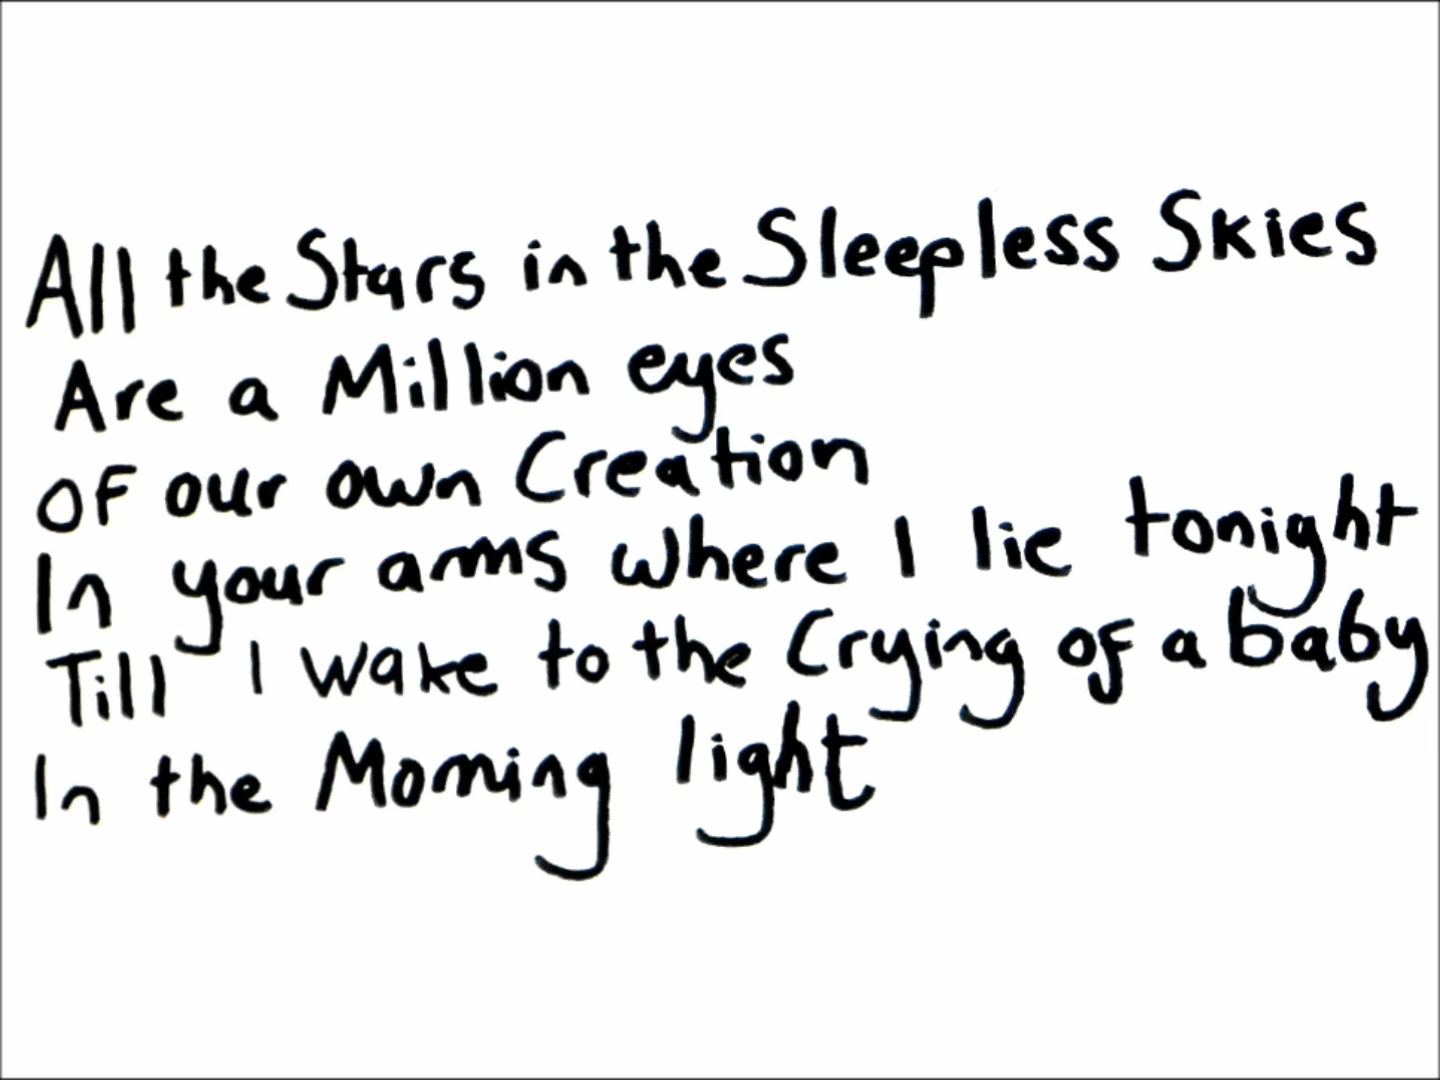 All the Stars in the Sleepless Skies
Are a Million eyes
OF our own Creation
In your arms where I lie tonight
Till I wake to the Crying of a baby
In the Morning light